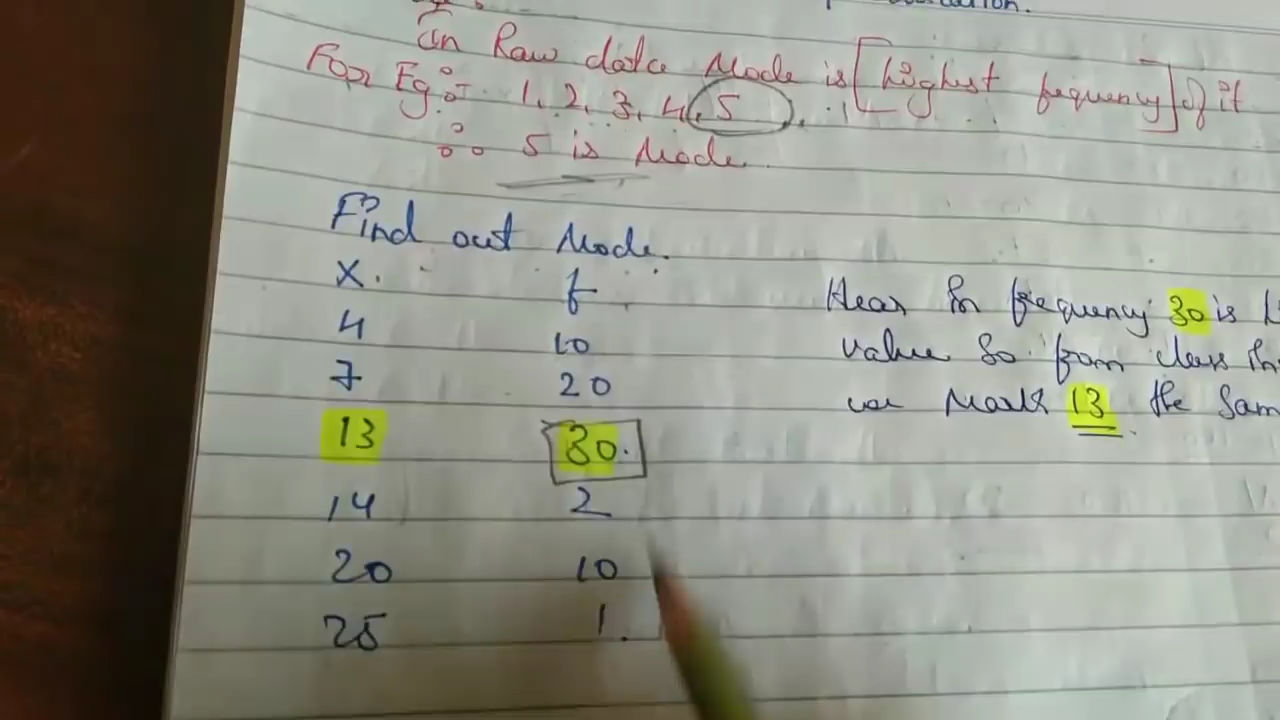 In Raw data Mode is [highest frequency] of it
For Eg:- 1, 2, 3, 4, 5
∴ 5 is Mode
Find out Mode.
X. f
4 10
7 20
13 30.
14 2
20 10
25 1.
Hear In frequency 30 is
value So from class
we Mark 13 the Sam